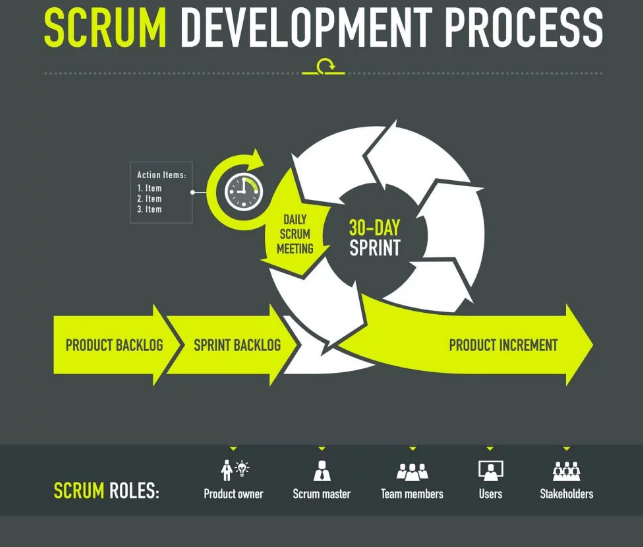 SCRUM DEVELOPMENT PROCESS
Action Items:
1. Item
2. Item
3. Item
DAILY
SCRUM
MEETING
30-DAY
SPRINT
PRODUCT BACKLOG
SPRINT BACKLOG
PRODUCT INCREMENT
SCRUM ROLES:
Product owner
Scrum master
Team members
Users
Stakeholders